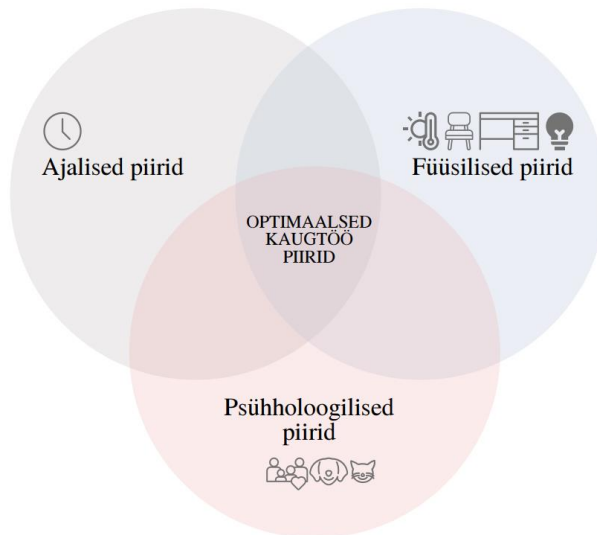 Ajalised piirid
Füüsilised piirid
OPTIMAALSED
KAUGTÖÖ
PIIRID
Psühholoogilised
piirid